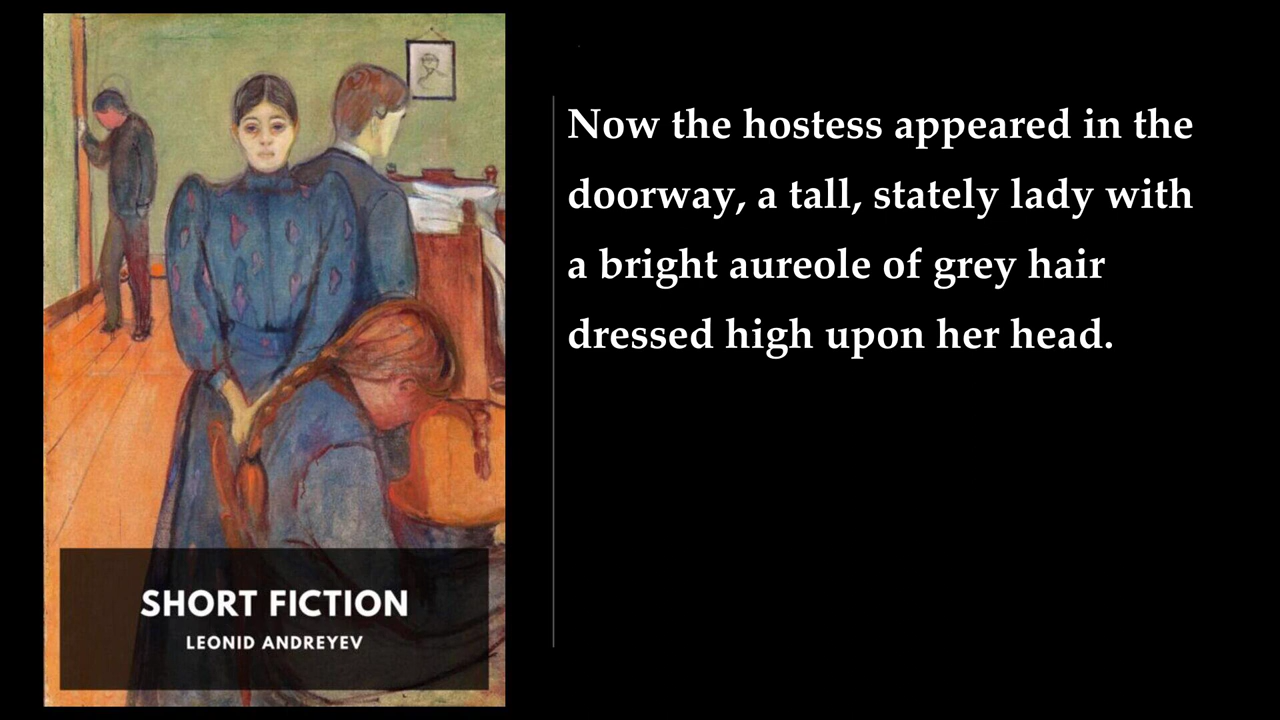 Now the hostess appeared in the
doorway, a tall, stately lady with
a bright aureole of grey hair
dressed high upon her head.
SHORT FICTION
LEONID ANDREYEV